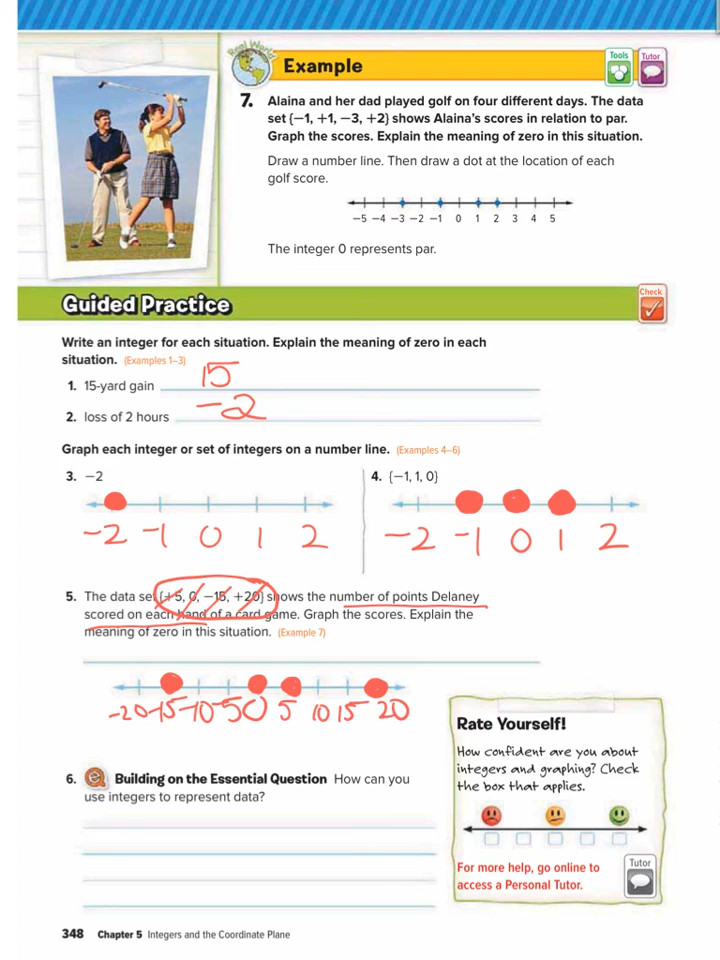 Real World
Example
Tools
Tutor
7. Alaina and her dad played golf on four different days. The data
set {−1, +1, −3, +2} shows Alaina's scores in relation to par.
Graph the scores. Explain the meaning of zero in this situation.
Draw a number line. Then draw a dot at the location of each
golf score.
−5 −4 −3 −2 −1 0 1 2 3 4 5
The integer 0 represents par.
Guided Practice
Check
Write an integer for each situation. Explain the meaning of zero in each
situation. (Examples 1–3)
1. 15-yard gain 15
2. loss of 2 hours −2
Graph each integer or set of integers on a number line. (Examples 4–6)
3. −2
−2 −1 0 1 2
4. {−1, 1, 0}
−2 −1 0 1 2
5. The data set {+5, 0, −15, +20} shows the number of points Delaney
scored on each hand of a card game. Graph the scores. Explain the
meaning of zero in this situation. (Example 7)
-20 -15 -10 -5 0 5 10 15 20
6. e Building on the Essential Question How can you
use integers to represent data?
Rate Yourself!
How confident are you about
integers and graphing? Check
the box that applies.
For more help, go online to
access a Personal Tutor.
Tutor
348 Chapter 5 Integers and the Coordinate Plane